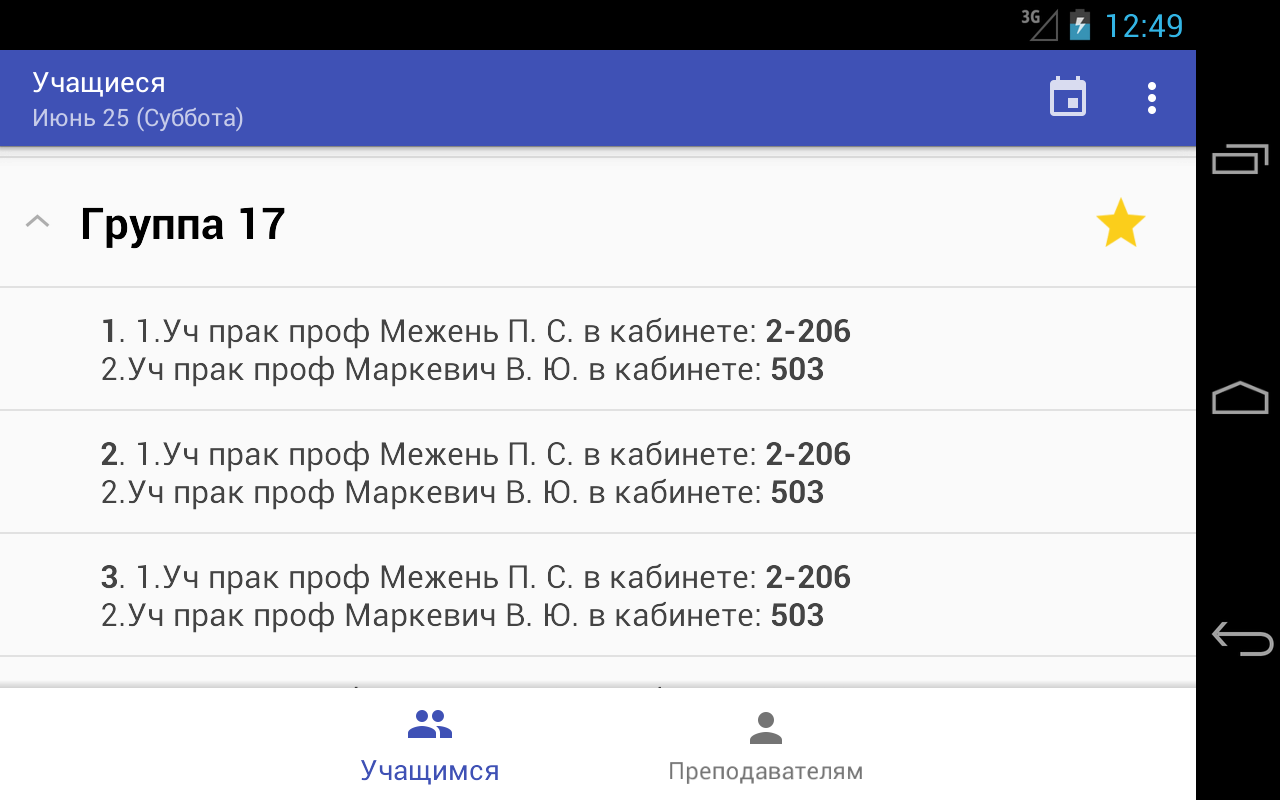 3G 12:49
Учащиеся
Июнь 25 (Суббота)
Группа 17
1. 1.Уч прак проф Межень П. С. в кабинете: 2-206
2.Уч прак проф Маркевич В. Ю. в кабинете: 503
2. 1.Уч прак проф Межень П. С. в кабинете: 2-206
2.Уч прак проф Маркевич В. Ю. в кабинете: 503
3. 1.Уч прак проф Межень П. С. в кабинете: 2-206
2.Уч прак проф Маркевич В. Ю. в кабинете: 503
Учащимся
Преподавателям